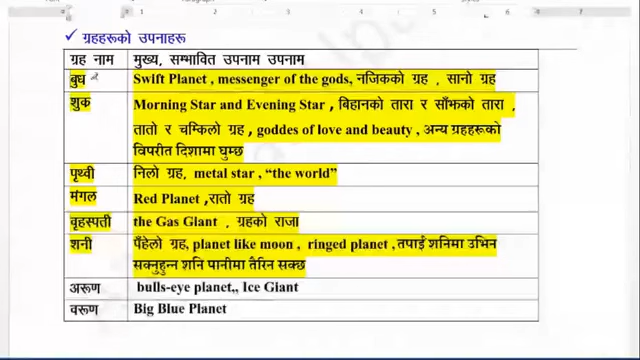 ✓ ग्रहहरूको उपनाहरू
ग्रह नाम मुख्य, सम्भावित उपनाम उपनाम
बुध Swift Planet , messenger of the gods, नजिकको ग्रह , सानो ग्रह
शुक Morning Star and Evening Star , बिहानको तारा र साँझको तारा ,
तातो र चम्किलो ग्रह , goddes of love and beauty , अन्य ग्रहहरूको
विपरीत दिशामा घुम्छ
पृथ्वी निलो ग्रह, metal star , “the world”
मंगल Red Planet , रातो ग्रह
वृहस्पती the Gas Giant , ग्रहको राजा
शनी पँहेलो ग्रह, planet like moon , ringed planet , तपाईं शनिमा उभिन
सक्नुहुन्न शनि पानीमा तैरिन सक्छ
अरूण bulls-eye planet,, Ice Giant
वरूण Big Blue Planet